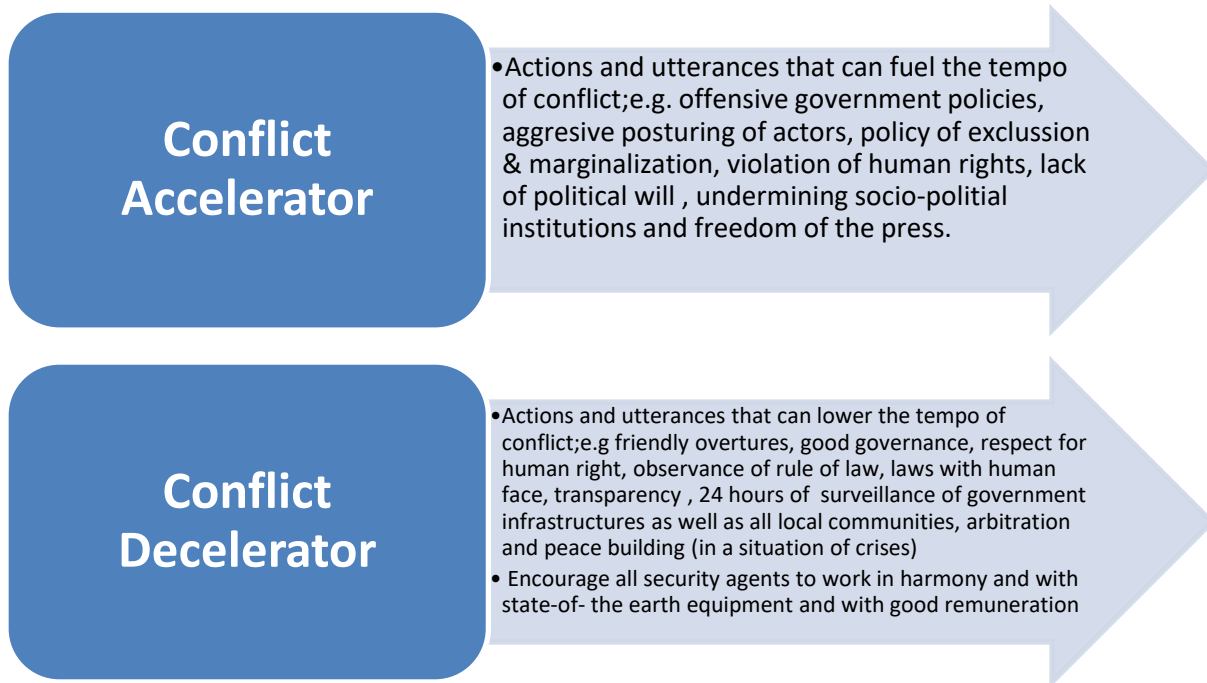 Conflict
Accelerator
•Actions and utterances that can fuel the tempo
of conflict;e.g. offensive government policies,
aggresive posturing of actors, policy of exclussion
& marginalization, violation of human rights, lack
of political will , undermining socio-politial
institutions and freedom of the press.
Conflict
Decelerator
•Actions and utterances that can lower the tempo of
conflict;e.g friendly overtures, good governance, respect for
human right, observance of rule of law, laws with human
face, transparency , 24 hours of surveillance of government
infrastructures as well as all local communities, arbitration
and peace building (in a situation of crises)
• Encourage all security agents to work in harmony and with
state-of- the earth equipment and with good remuneration